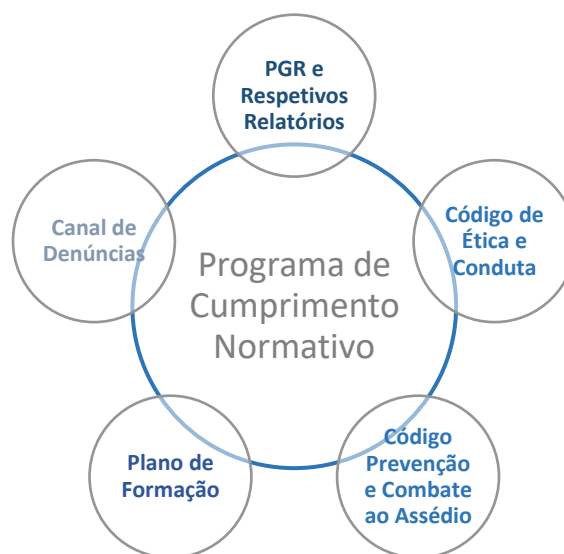 PGR e
Respetivos
Relatórios
Canal de
Denúncias
Código de
Ética e
Conduta
Programa de
Cumprimento
Normativo
Plano de
Formação
Código
Prevenção
e Combate
ao Assédio